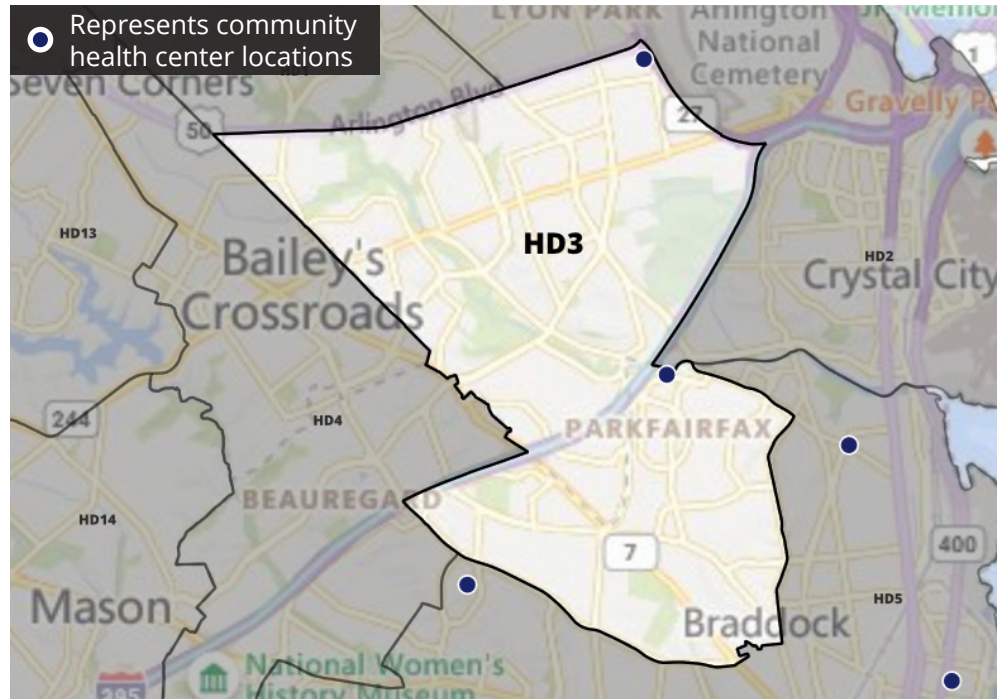 Represents community
health center locations
LYON PARK
Arlington
National
Cemetery
1
Seven Corners
Arlington Blvd
50
27
Gravelly
HD13
HD3
HD2
Bailey's
Crossroads
Crystal City
244
HD4
PARKFAIRFAX
BEAUREGARD
HD14
7
400
HD5
Mason
Braddock
National Women's
History Museum
395